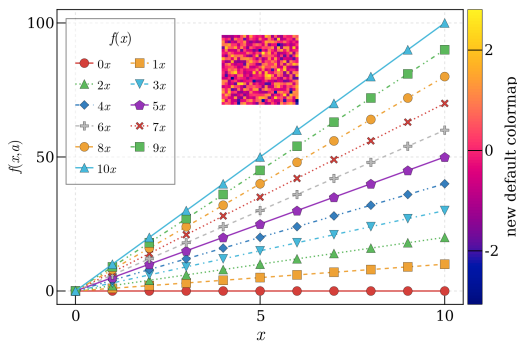 f(x)
0x
1x
2x
3x
4x
5x
6x
7x
8x
9x
10x
f(x,a)
100
50
0
0
5
10
x
2
0
-2
new default colormap